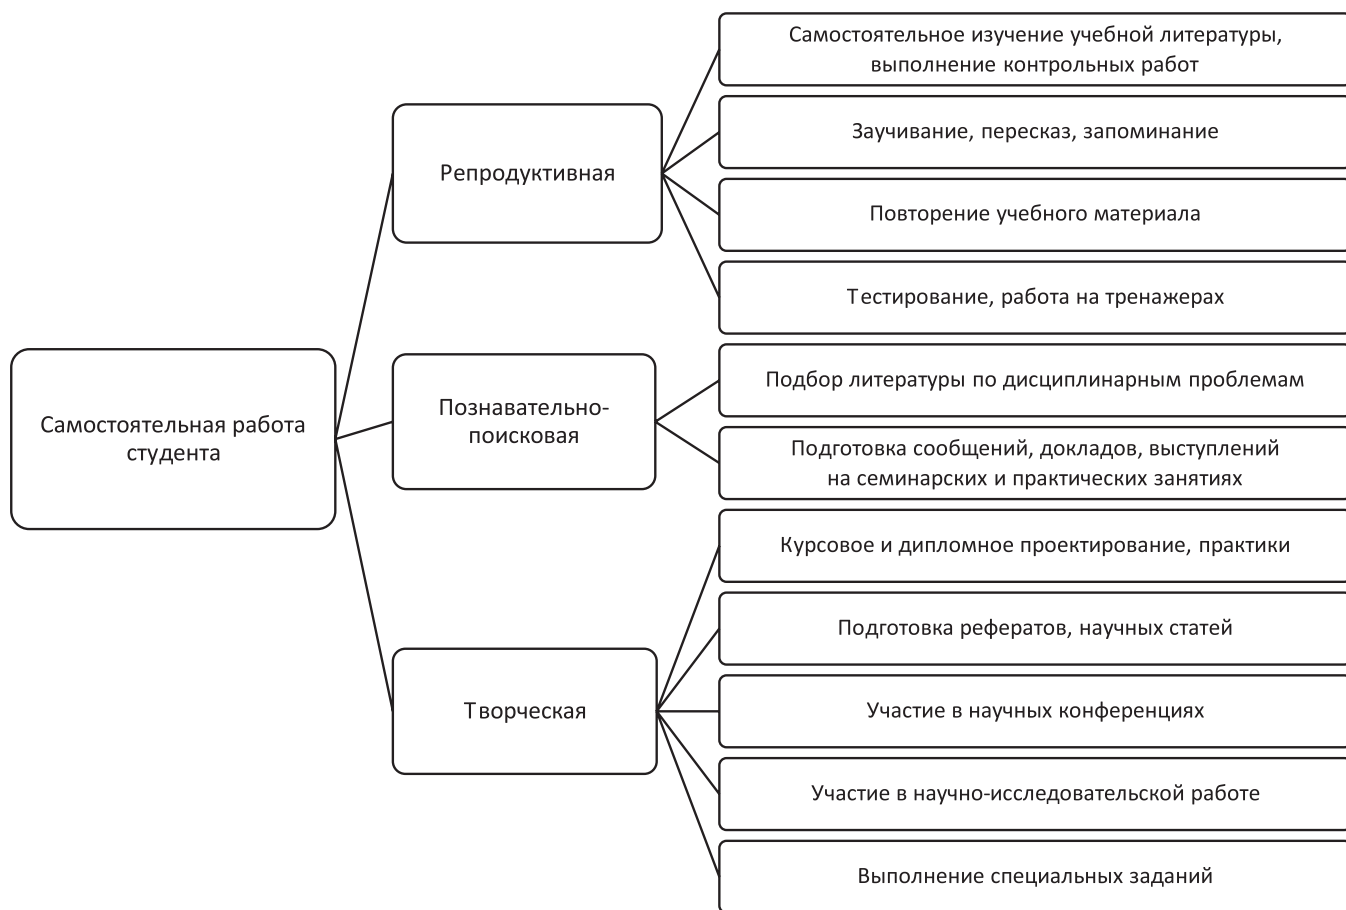 Самостоятельная работа
студента
Репродуктивная
Самостоятельное изучение учебной литературы,
выполнение контрольных работ
Заучивание, пересказ, запоминание
Повторение учебного материала
Тестирование, работа на тренажерах
Познавательно-
поисковая
Подбор литературы по дисциплинарным проблемам
Подготовка сообщений, докладов, выступлений
на семинарских и практических занятиях
Творческая
Курсовое и дипломное проектирование, практики
Подготовка рефератов, научных статей
Участие в научных конференциях
Участие в научно-исследовательской работе
Выполнение специальных заданий